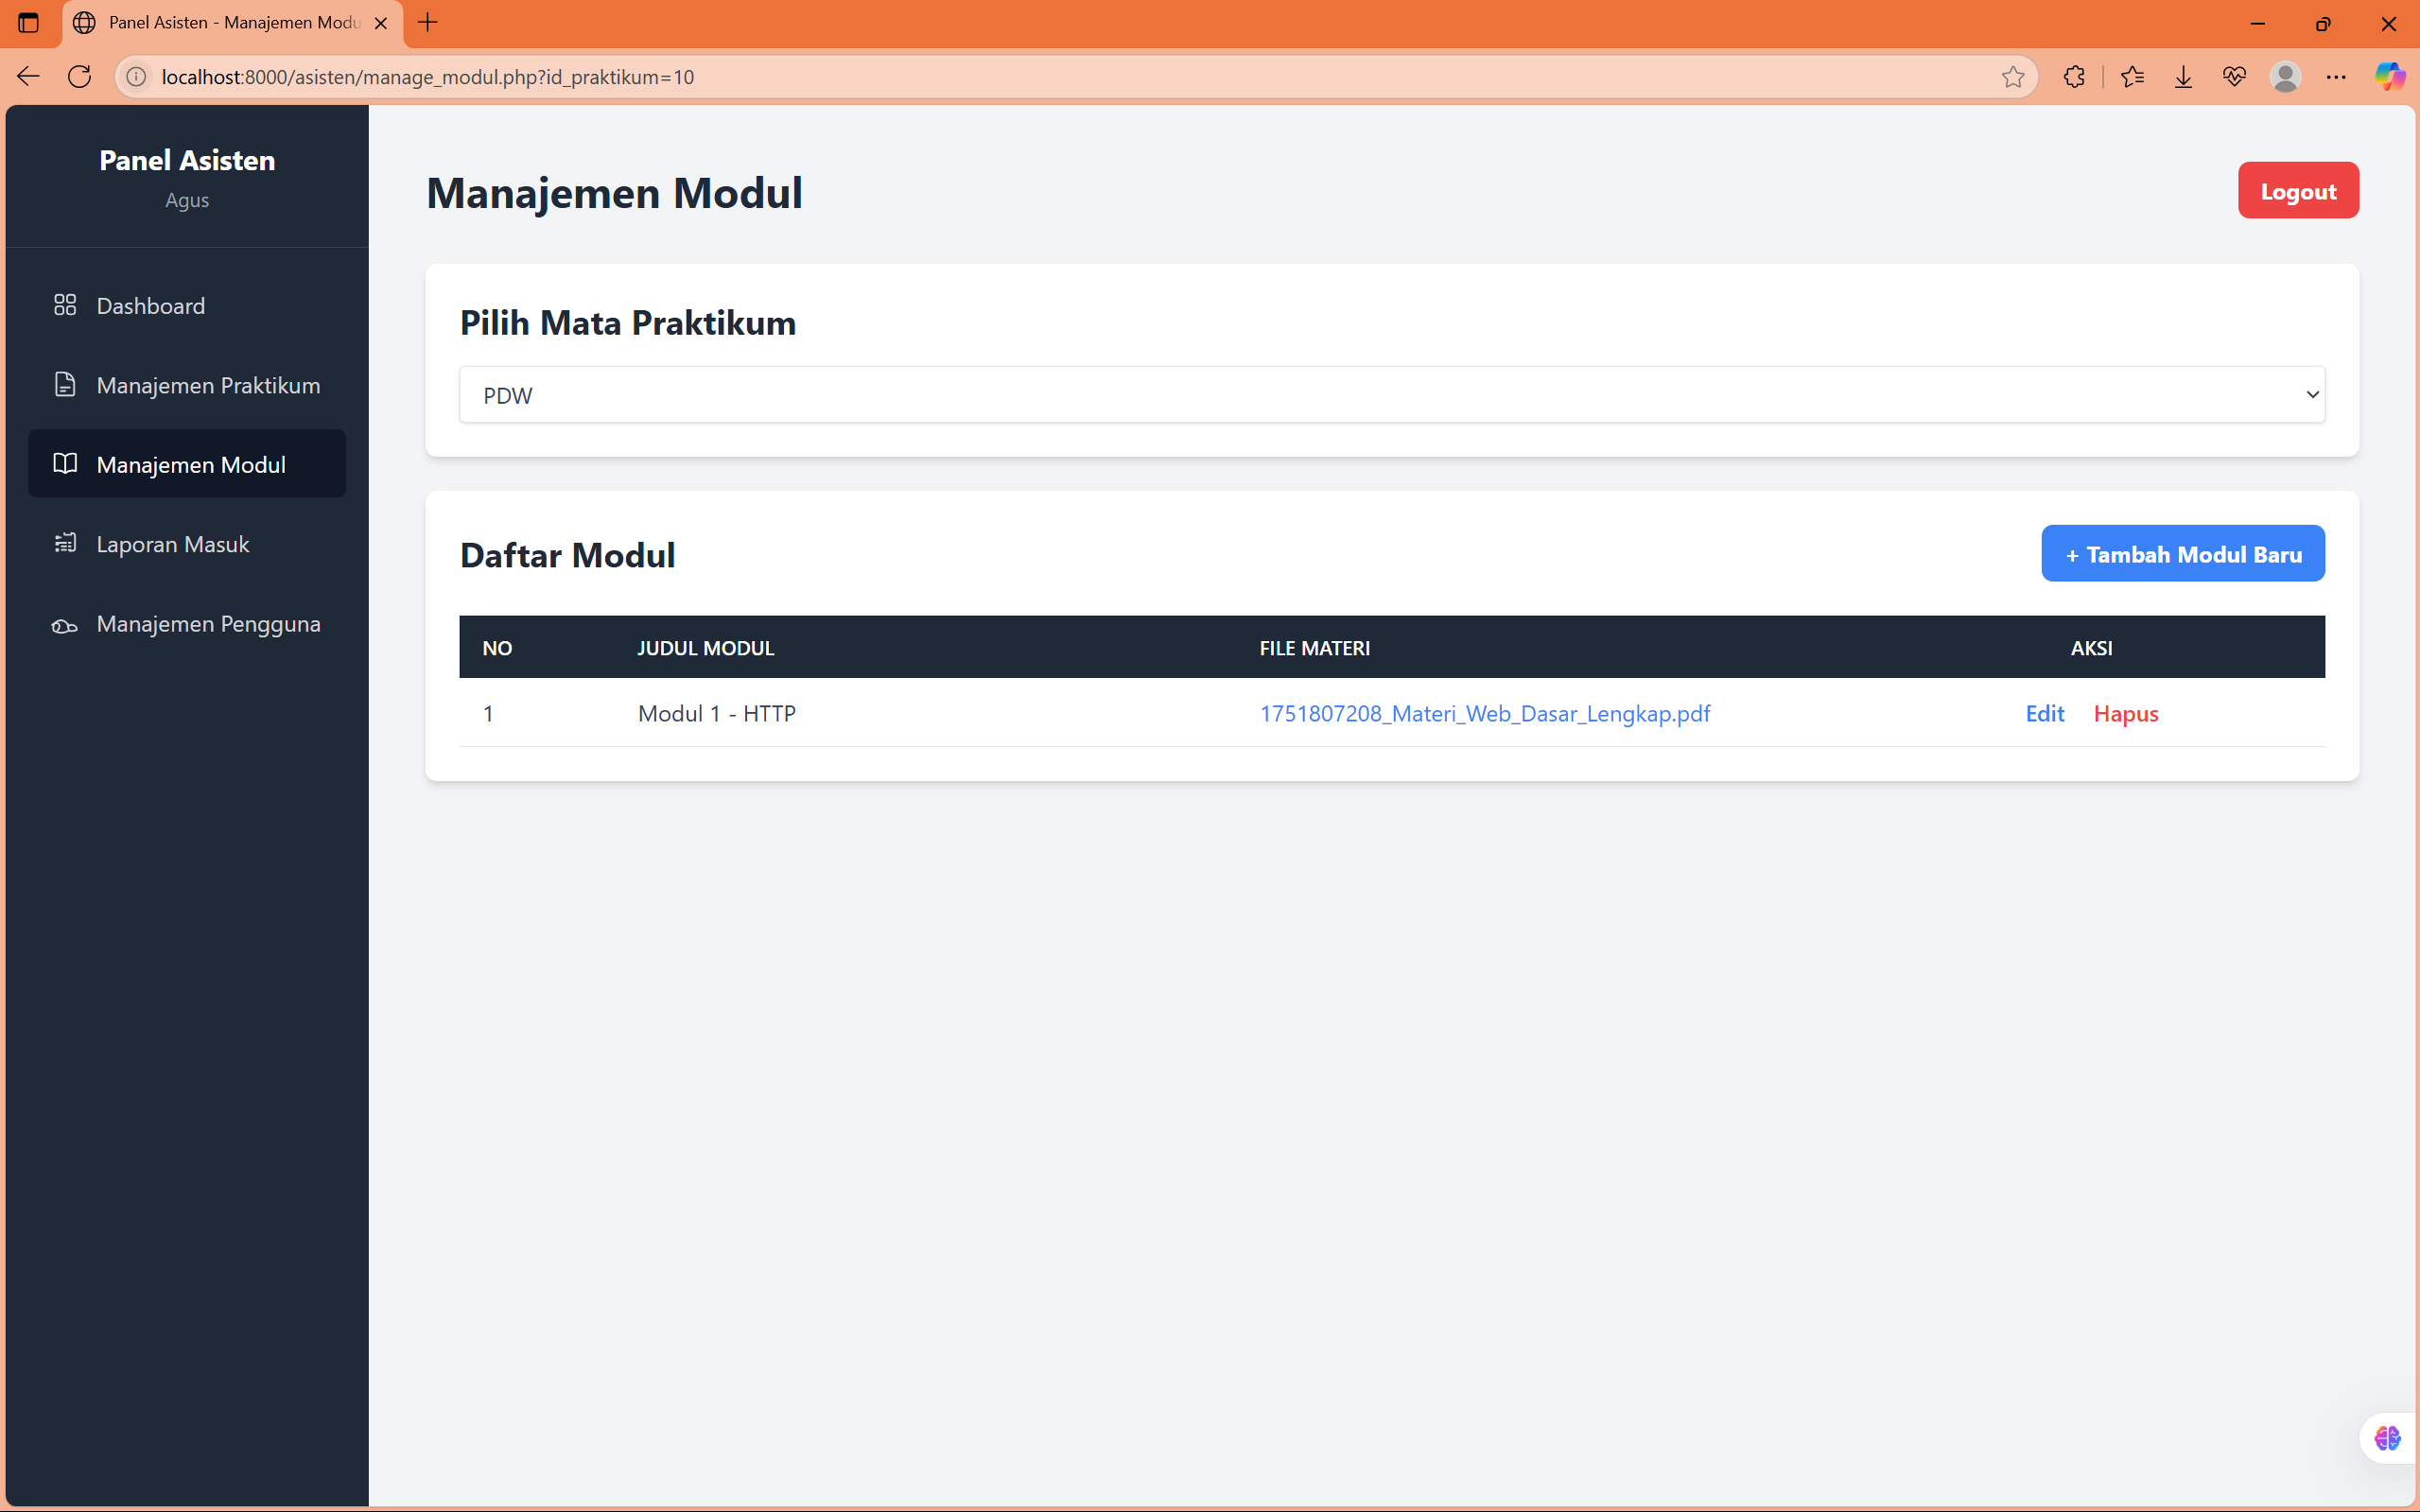 Panel Asisten - Manajemen Modu
localhost:8000/asisten/manage_modul.php?id_praktikum=10
Panel Asisten
Agus
Dashboard
Manajemen Praktikum
Manajemen Modul
Laporan Masuk
Manajemen Pengguna
Manajemen Modul
Logout
Pilih Mata Praktikum
PDW
Daftar Modul
+ Tambah Modul Baru
NO JUDUL MODUL FILE MATERI AKSI
1 Modul 1 - HTTP 1751807208_Materi_Web_Dasar_Lengkap.pdf Edit Hapus